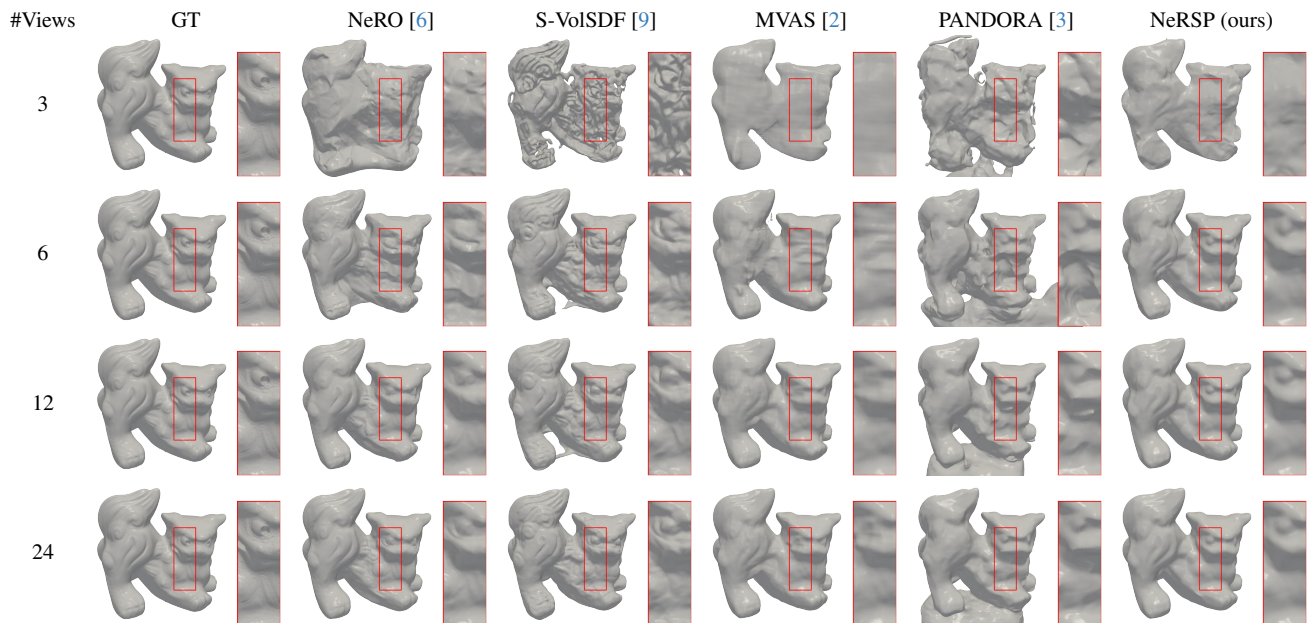 #Views GT NeRO [6] S-VolSDF [9] MVAS [2] PANDORA [3] NeRSP (ours)
3
6
12
24